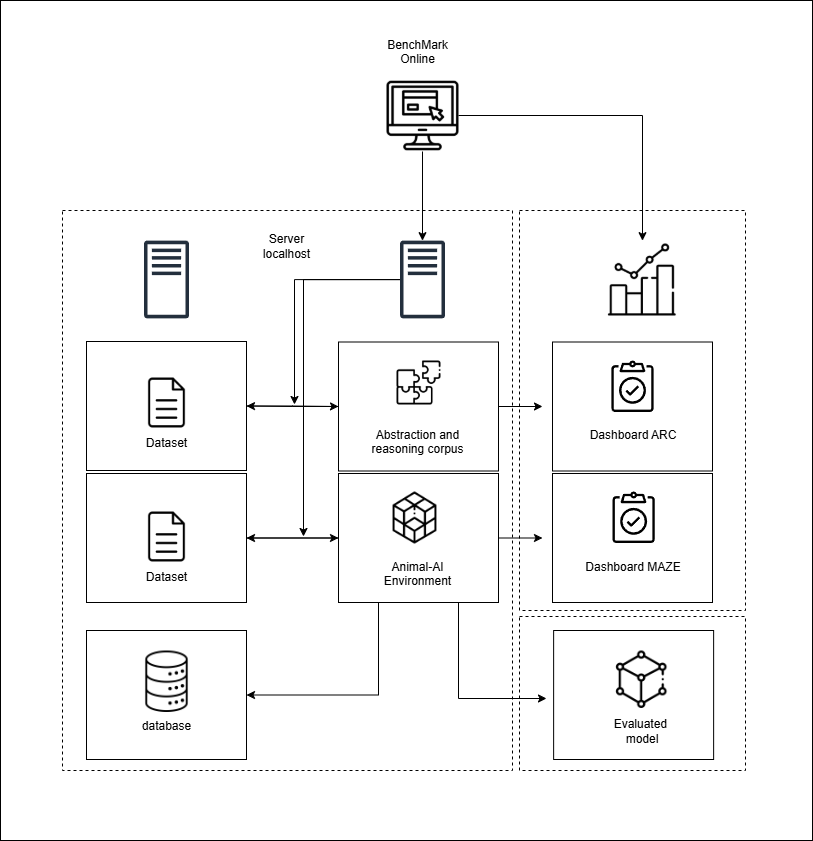 BenchMark
Online
Server
localhost
Dataset
Abstraction and
reasoning corpus
Dashboard ARC
Dataset
Animal-AI
Environment
Dashboard MAZE
database
Evaluated
model